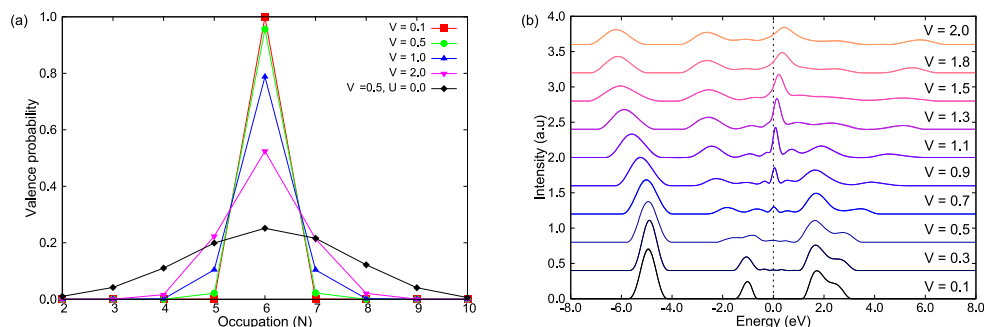 (a)
Valence probability
1.0
0.8
0.6
0.4
0.2
0.0
2 3 4 5 6 7 8 9 10
Occupation (N)
V = 0.1
V = 0.5
V = 1.0
V = 2.0
V =0.5, U = 0.0
(b)
Intensity (a.u)
4.0
3.5
3.0
2.5
2.0
1.5
1.0
0.5
0.0
-8.0 -6.0 -4.0 -2.0 0.0 2.0 4.0 6.0 8.0
Energy (eV)
V = 2.0
V = 1.8
V = 1.5
V = 1.3
V = 1.1
V = 0.9
V = 0.7
V = 0.5
V = 0.3
V = 0.1